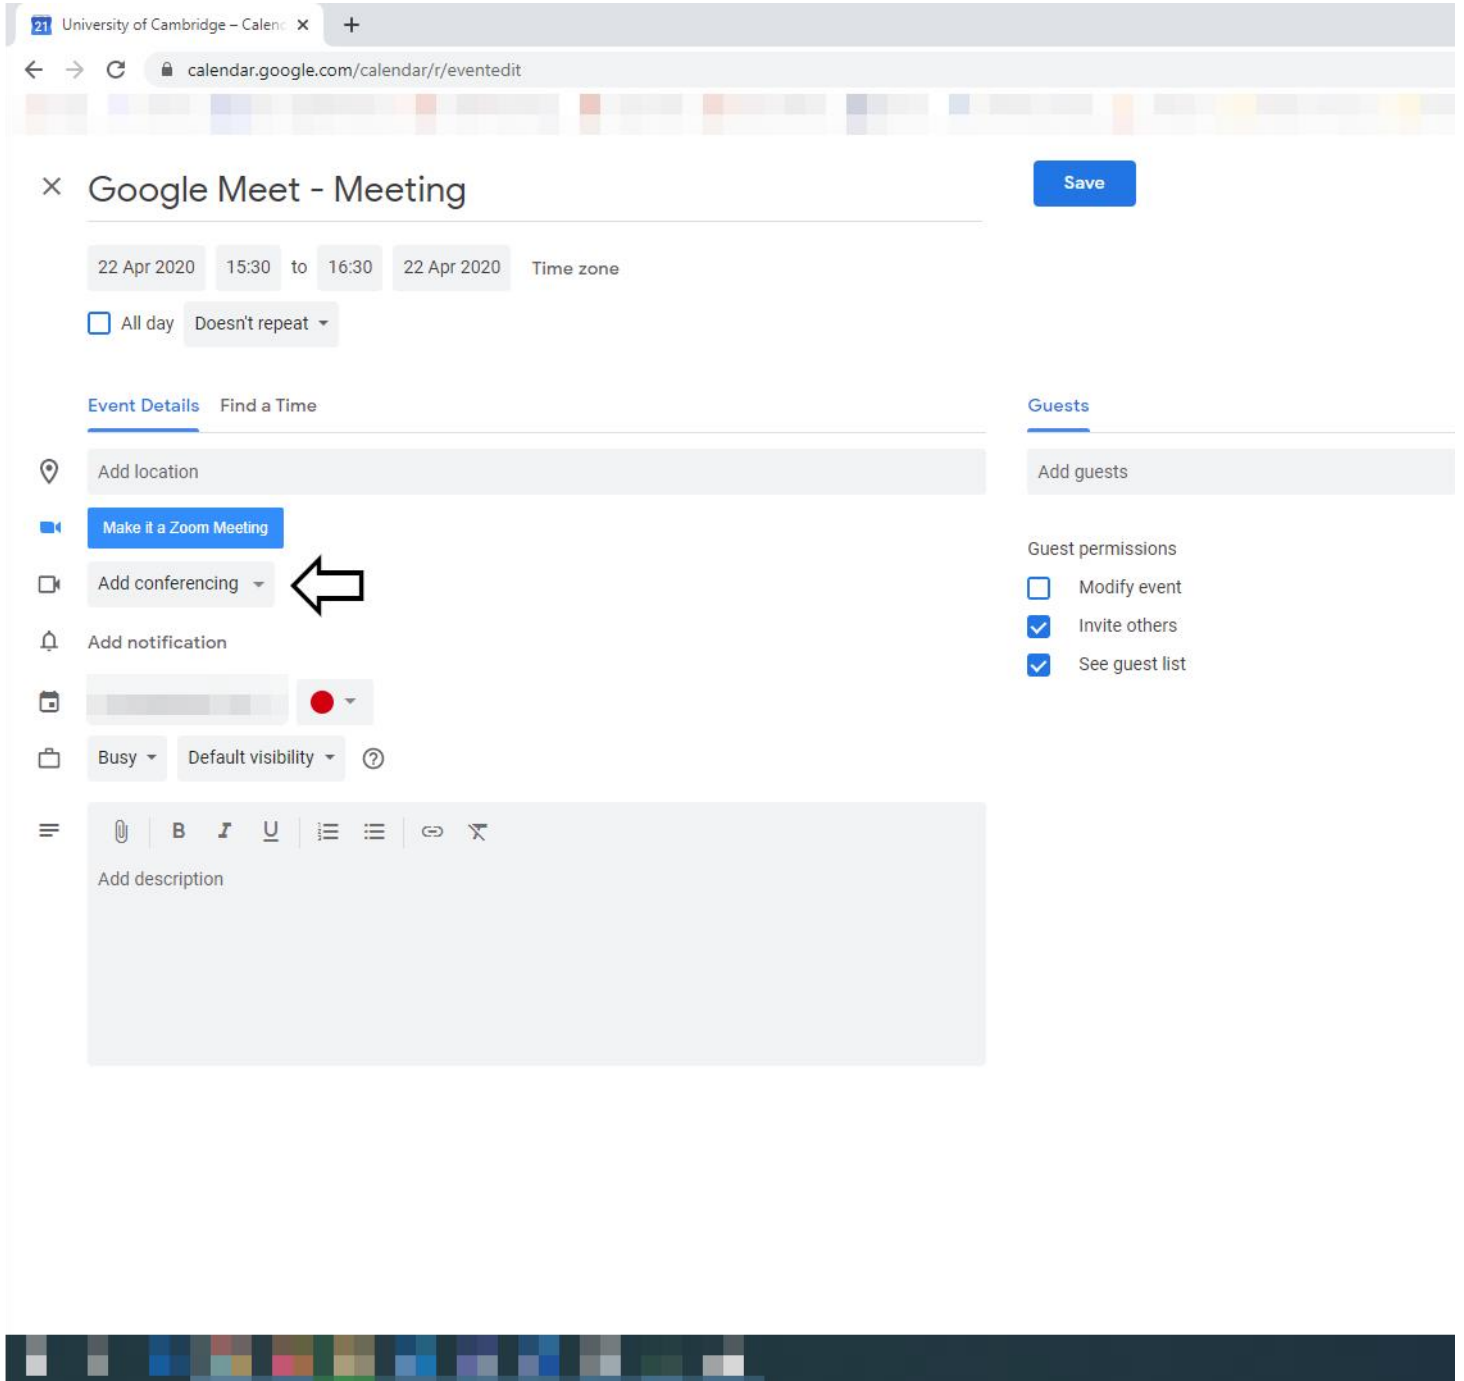 21 University of Cambridge – Calen
calendar.google.com/calendar/r/eventedit
Google Meet - Meeting
Save
22 Apr 2020 15:30 to 16:30 22 Apr 2020 Time zone
All day Doesn't repeat
Event Details Find a Time
Guests
Add location
Add guests
Make it a Zoom Meeting
Guest permissions
Add conferencing
Modify event
Add notification
Invite others
See guest list
Busy Default visibility ?
B I U
Add description